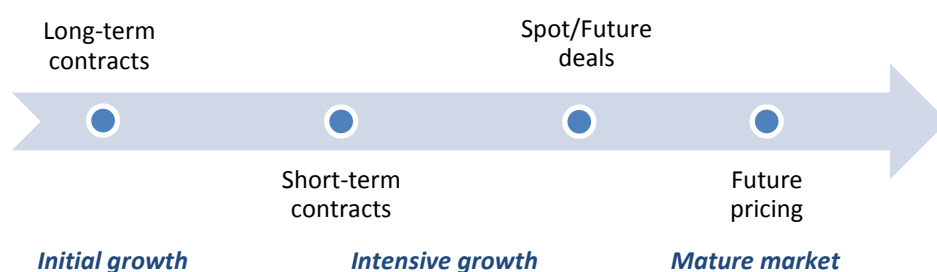 Long-term
contracts
Spot/Future
deals
Short-term
contracts
Future
pricing
Initial growth
Intensive growth
Mature market